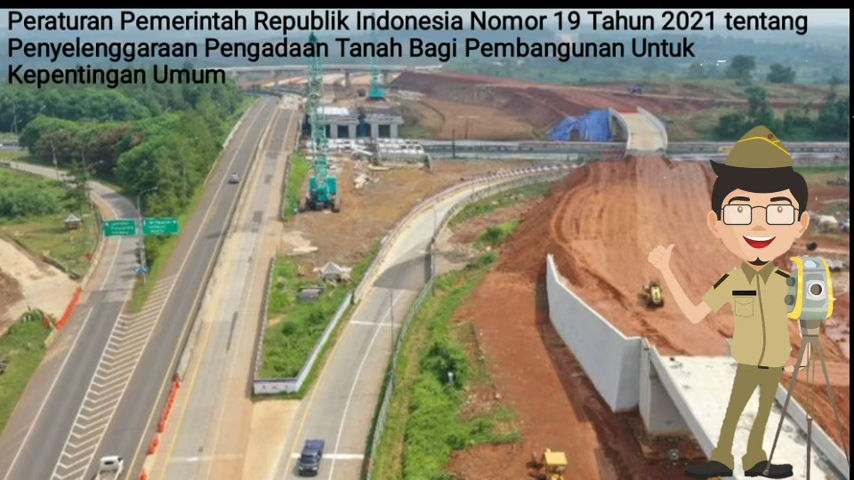 Peraturan Pemerintah Republik Indonesia Nomor 19 Tahun 2021 tentang
Penyelenggaraan Pengadaan Tanah Bagi Pembangunan Untuk
Kepentingan Umum